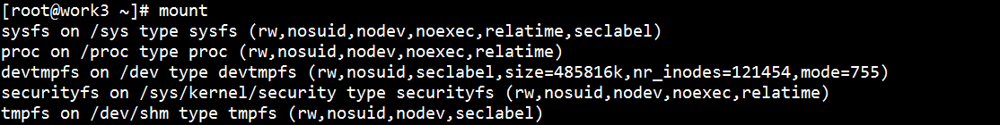 [root@work3 ~]# mount
sysfs on /sys type sysfs (rw,nosuid,nodev,noexec,relatime,seclabel)
proc on /proc type proc (rw,nosuid,nodev,noexec,relatime)
devtmpfs on /dev type devtmpfs (rw,nosuid,seclabel,size=485816k,nr_inodes=121454,mode=755)
securityfs on /sys/kernel/security type securityfs (rw,nosuid,nodev,noexec,relatime)
tmpfs on /dev/shm type tmpfs (rw,nosuid,nodev,seclabel)